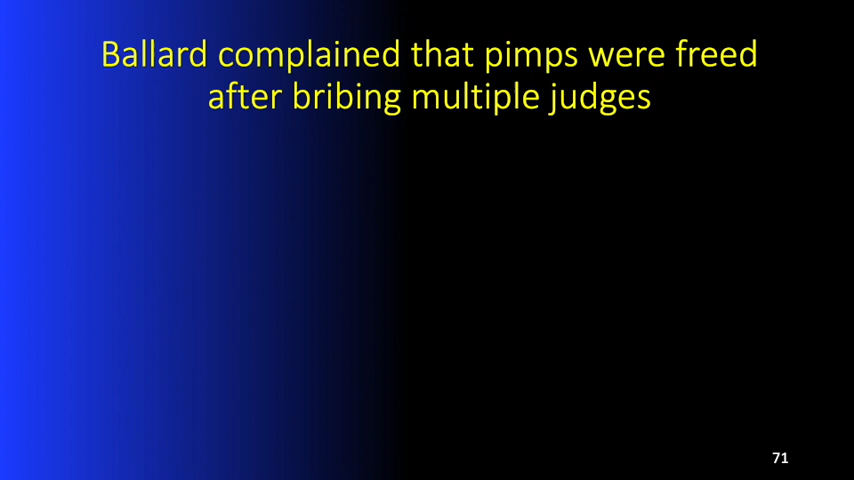 Ballard complained that pimps were freed
after bribing multiple judges
71